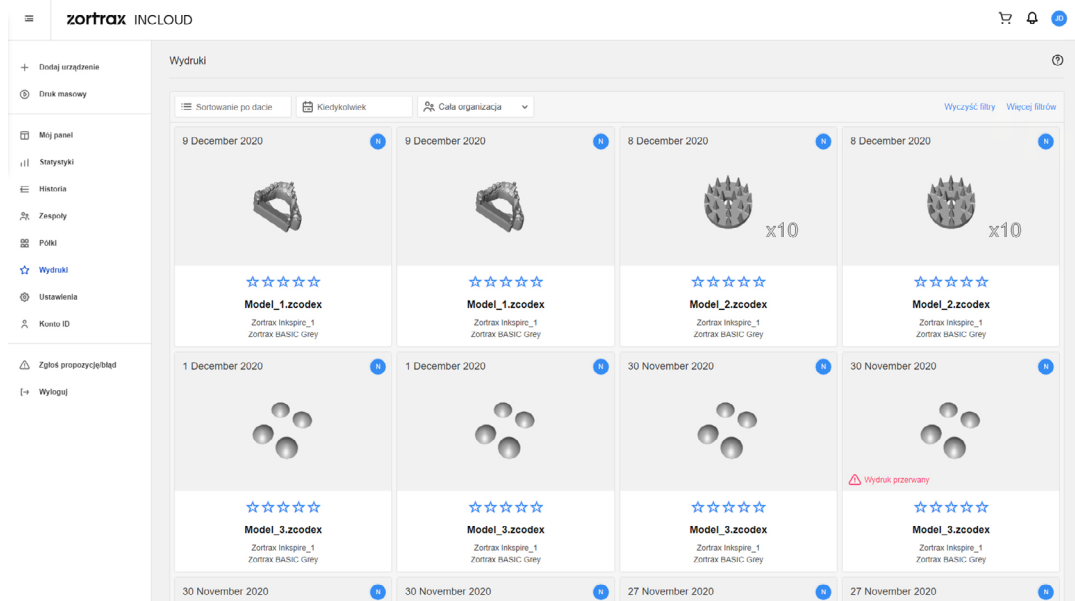 zortrax INCLOUD
JD
Dodaj urządzenie
Druk masowy
Mój panel
Statystyki
Historia
Zespoły
Półki
Wydruki
Ustawienia
Konto ID
Zgłoś propozycję/błąd
Wyloguj
Wydruki
Sortowanie po dacie
Kiedykolwiek
Cała organizacja
Wyczyść filtry
Więcej filtrów
9 December 2020
N
Model_1.zcodex
Zortrax Inkspire_1
Zortrax BASIC Grey
9 December 2020
N
Model_1.zcodex
Zortrax Inkspire_1
Zortrax BASIC Grey
8 December 2020
N
x10
Model_2.zcodex
Zortrax Inkspire_1
Zortrax BASIC Grey
8 December 2020
N
x10
Model_2.zcodex
Zortrax Inkspire_1
Zortrax BASIC Grey
1 December 2020
N
Model_3.zcodex
Zortrax Inkspire_1
Zortrax BASIC Grey
1 December 2020
N
Model_3.zcodex
Zortrax Inkspire_1
Zortrax BASIC Grey
30 November 2020
N
Model_3.zcodex
Zortrax Inkspire_1
Zortrax BASIC Grey
30 November 2020
N
Wydruk przerwany
Model_3.zcodex
Zortrax Inkspire_1
Zortrax BASIC Grey
30 November 2020
N
30 November 2020
N
27 November 2020
N
27 November 2020
N